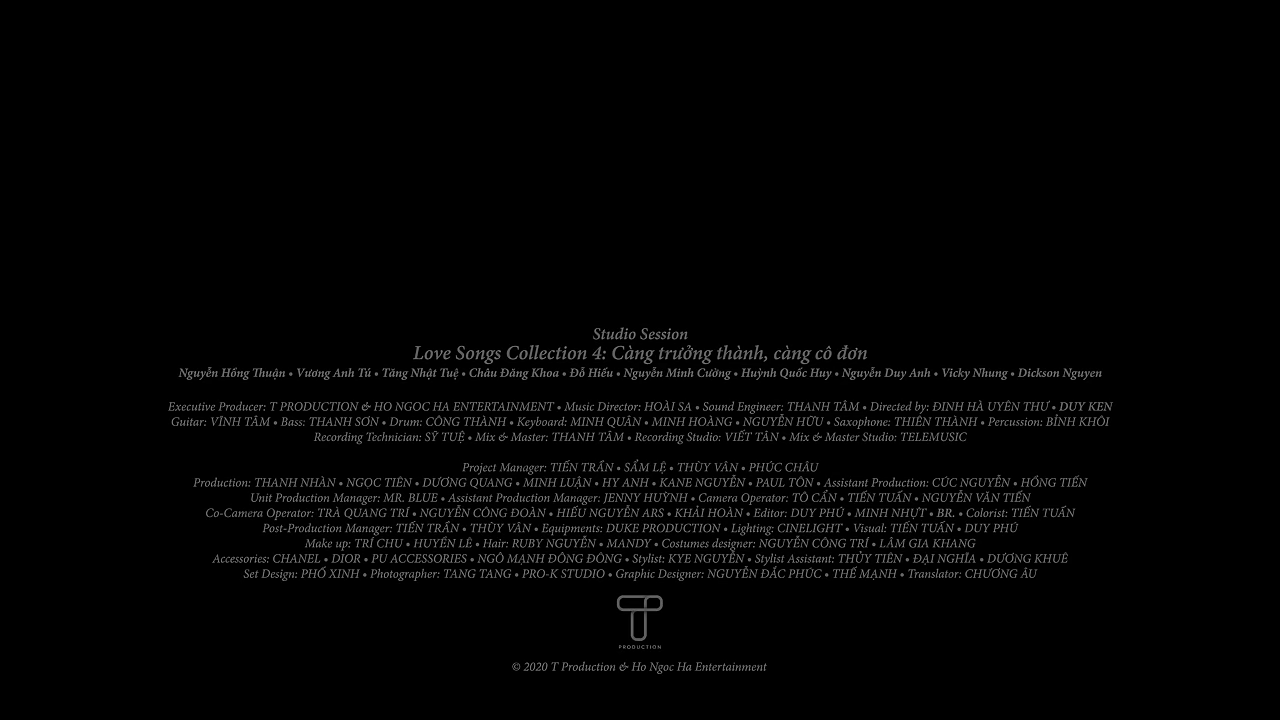 Studio Session
Love Songs Collection 4: Càng trưởng thành, càng cô đơn
Nguyễn Hồng Thuận • Vương Anh Tú • Tăng Nhật Tuệ • Châu Đăng Khoa • Đỗ Hiếu • Nguyễn Minh Cường • Huỳnh Quốc Huy • Nguyễn Duy Anh • Vicky Nhung • Dickson Nguyen
Executive Producer: T PRODUCTION & HO NGOC HA ENTERTAINMENT • Music Director: HOÀI SA • Sound Engineer: THANH TÂM • Directed by: ĐINH HÀ UYÊN THƯ • DUY KEN
Guitar: VĨNH TÂM • Bass: THANH SƠN • Drum: CÔNG THÀNH • Keyboard: MINH QUÂN • MINH HOÀNG • NGUYỄN HỮU • Saxophone: THIÊN THÀNH • Percussion: BỈNH KHÓI
Recording Technician: SỸ TUỆ • Mix & Master: THANH TÂM • Recording Studio: VIẾT TÂN • Mix & Master Studio: TELEMUSIC
Project Manager: TIẾN TRẦN • SẨM LỆ • THÙY VÂN • PHÚC CHÂU
Production: THANH NHÀN • NGỌC TIÊN • DƯƠNG QUANG • MINH LUẬN • HY ANH • KANE NGUYỄN • PAUL TÔN • Assistant Production: CÚC NGUYỄN • HỒNG TIẾN
Unit Production Manager: MR. BLUE • Assistant Production Manager: JENNY HUỲNH • Camera Operator: TÔ CẨN • TIẾN TUẤN • NGUYỄN VĂN TIẾN
Co-Camera Operator: TRÀ QUANG TRÍ • NGUYỄN CÔNG ĐOÀN • HIẾU NGUYỄN ARS • KHẢI HOÀN • Editor: DUY PHÚ • MINH NHỰT • BR. • Colorist: TIẾN TUẤN
Post-Production Manager: TIẾN TRẦN • THÙY VÂN • Equipments: DUKE PRODUCTION • Lighting: CINELIGHT • Visual: TIẾN TUẤN • DUY PHÚ
Make up: TRÍ CHU • HUYỀN LÊ • Hair: RUBY NGUYỄN • MANDY • Costumes designer: NGUYỄN CÔNG TRÍ • LÂM GIA KHANG
Accessories: CHANEL • DIOR • PU ACCESSORIES • NGÔ MẠNH ĐÔNG ĐÔNG • Stylist: KYE NGUYỄN • Stylist Assistant: THỦY TIÊN • ĐẠI NGHĨA • DƯƠNG KHUÊ
Set Design: PHỐ XINH • Photographer: TANG TANG • PRO-K STUDIO • Graphic Designer: NGUYỄN ĐẮC PHÚC • THẾ MẠNH • Translator: CHƯƠNG ÂU
PRODUCTION
© 2020 T Production & Ho Ngoc Ha Entertainment